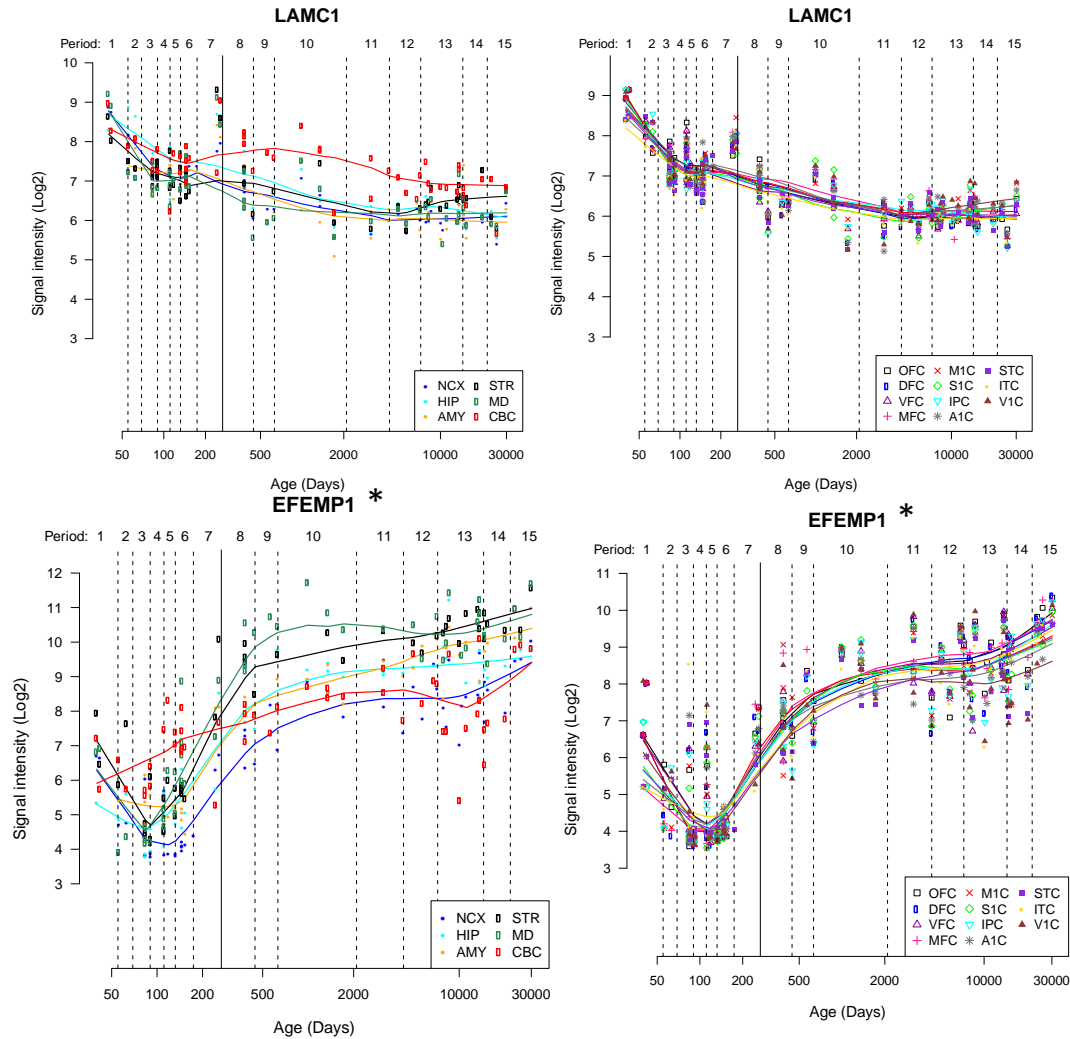 LAMC1
Period: 1 2 3 4 5 6 7 8 9 10 11 12 13 14 15
10
9
8
7
6
5
4
3
Signal intensity (Log2)
NCX STR
HIP MD
AMY CBC
50 100 200 500 2000 10000 30000
Age (Days)
LAMC1
Period: 1 2 3 4 5 6 7 8 9 10 11 12 13 14 15
9
8
7
6
5
4
3
Signal intensity (Log2)
OFC M1C STC
DFC S1C ITC
VFC IPC V1C
MFC A1C
50 100 200 500 2000 10000 30000
Age (Days)
EFEMP1 *
Period: 1 2 3 4 5 6 7 8 9 10 11 12 13 14 15
12
11
10
9
8
7
6
5
4
3
Signal intensity (Log2)
NCX STR
HIP MD
AMY CBC
50 100 200 500 2000 10000 30000
Age (Days)
EFEMP1 *
Period: 1 2 3 4 5 6 7 8 9 10 11 12 13 14 15
11
10
9
8
7
6
5
4
3
Signal intensity (Log2)
OFC M1C STC
DFC S1C ITC
VFC IPC V1C
MFC A1C
50 100 200 500 2000 10000 30000
Age (Days)